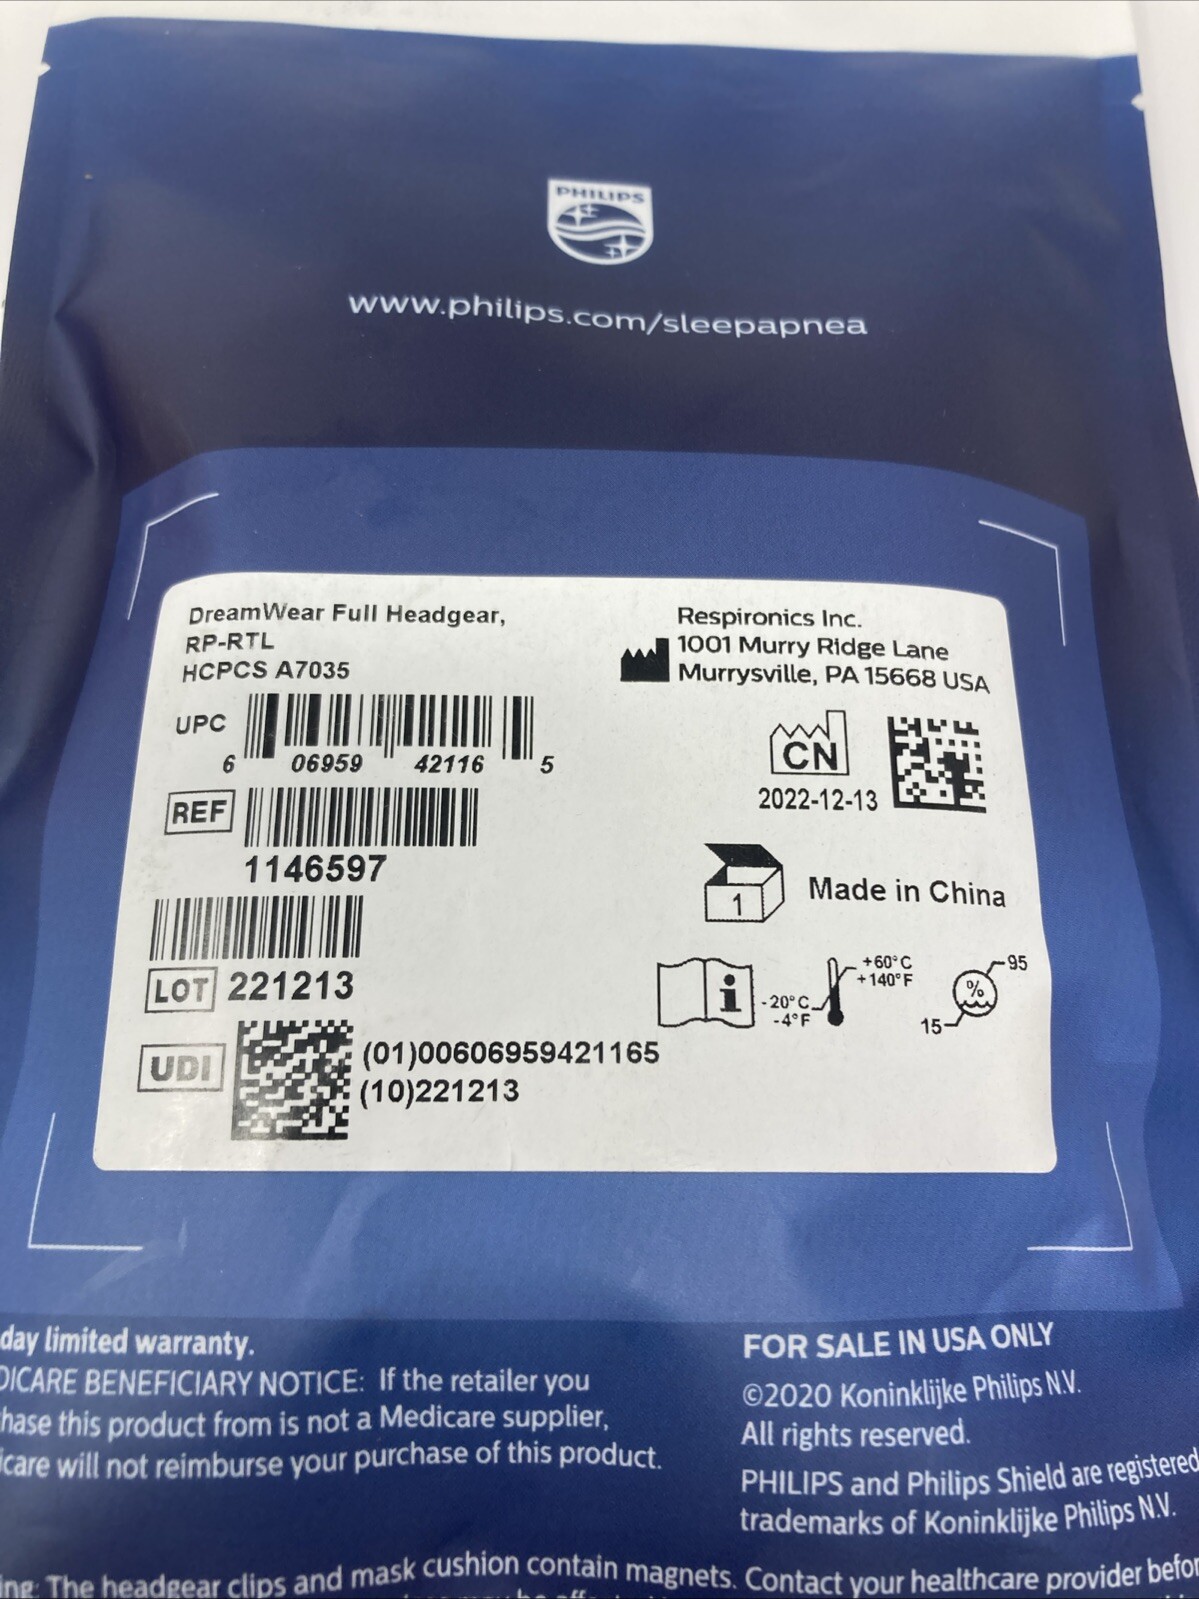 PHILIPS
www.philips.com/sleepapnea
DreamWear Full Headgear,
RP-RTL
HCPCS A7035
UPC
6 06959 42116 5
REF
1146597
LOT 221213
UDI
(01)00606959421165
(10)221213
Respironics Inc.
1001 Murry Ridge Lane
Murrysville, PA 15668 USA
CN
2022-12-13
1
Made in China
i
-20°C
-4°F
+60°C
+140°F
%
95
15
day limited warranty.
DICARE BENEFICIARY NOTICE: If the retailer you
hase this product from is not a Medicare supplier,
icare will not reimburse your purchase of this product.
FOR SALE IN USA ONLY
©2020 Koninklijke Philips N.V.
All rights reserved.
PHILIPS and Philips Shield are registered
trademarks of Koninklijke Philips N.V.
ing: The headgear clips and mask cushion contain magnets. Contact your healthcare provider befor